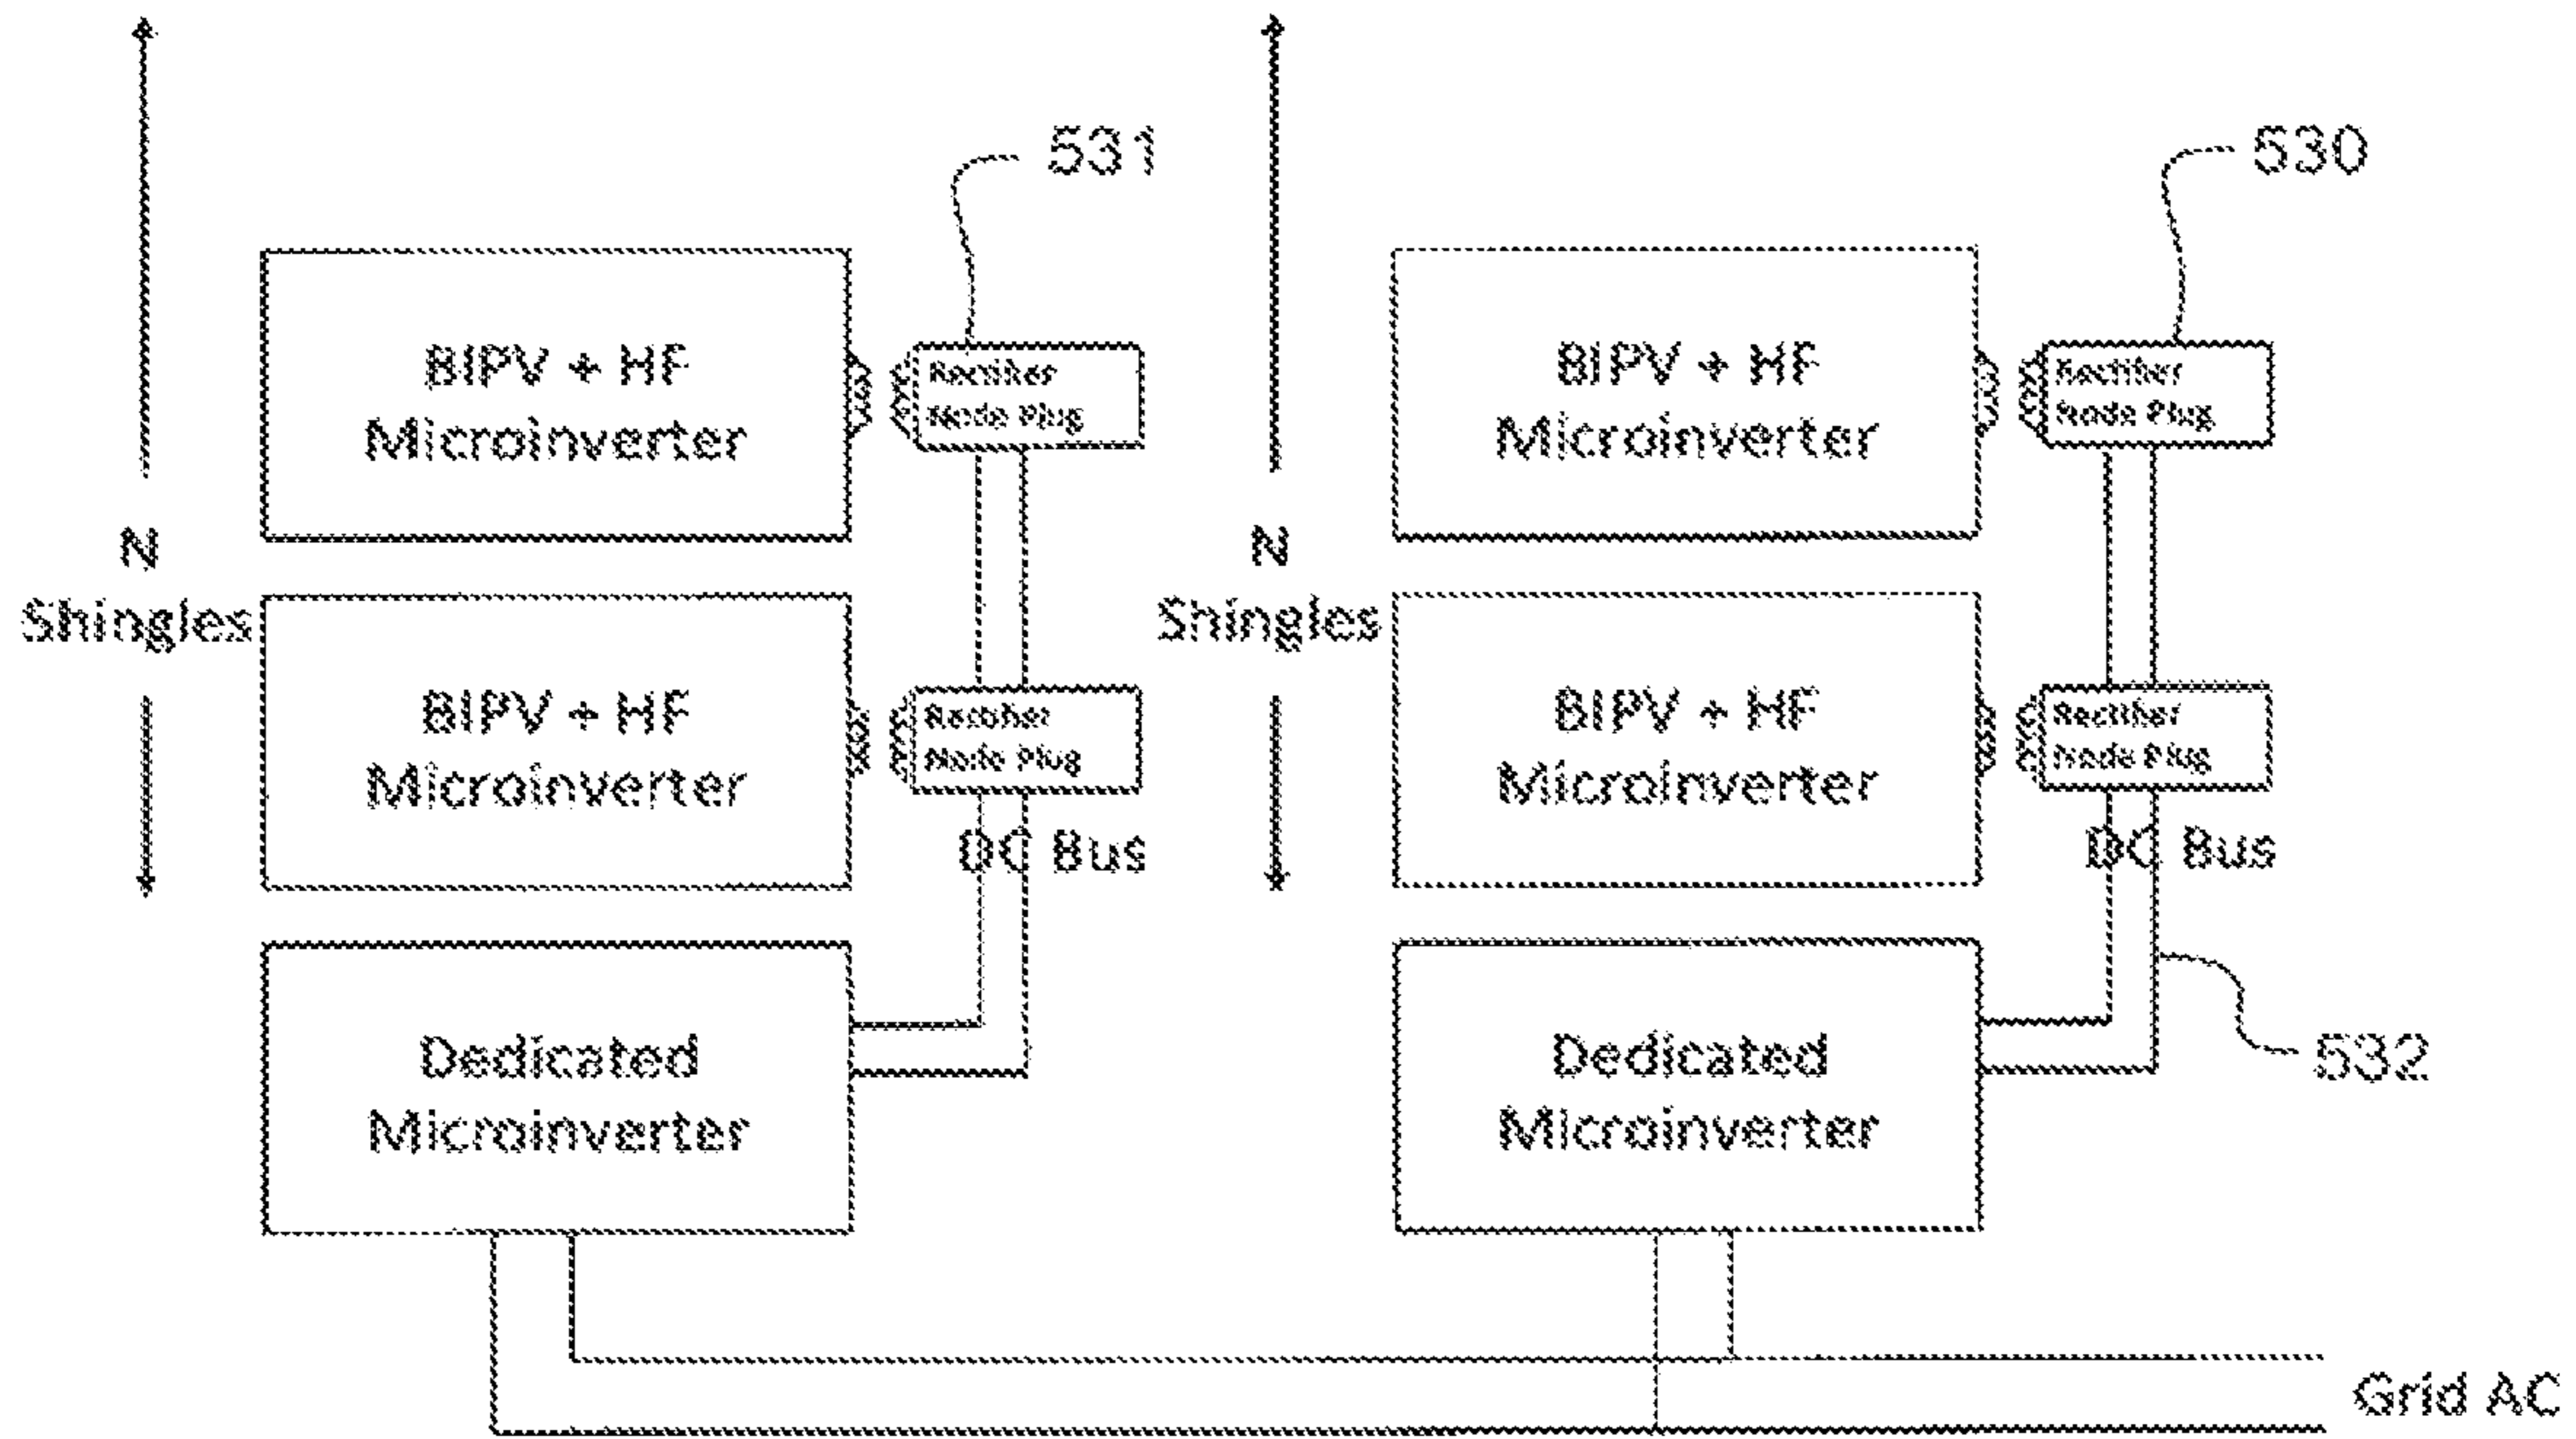 531
530
BIPV + HF
Microinverter
Rectifier
Node Plug
BIPV + HF
Microinverter
Rectifier
Node Plug
N
Shingles
N
Shingles
BIPV + HF
Microinverter
Rectifier
Node Plug
DC Bus
BIPV + HF
Microinverter
Rectifier
Node Plug
DC Bus
Dedicated
Microinverter
Dedicated
Microinverter
532
Grid AC